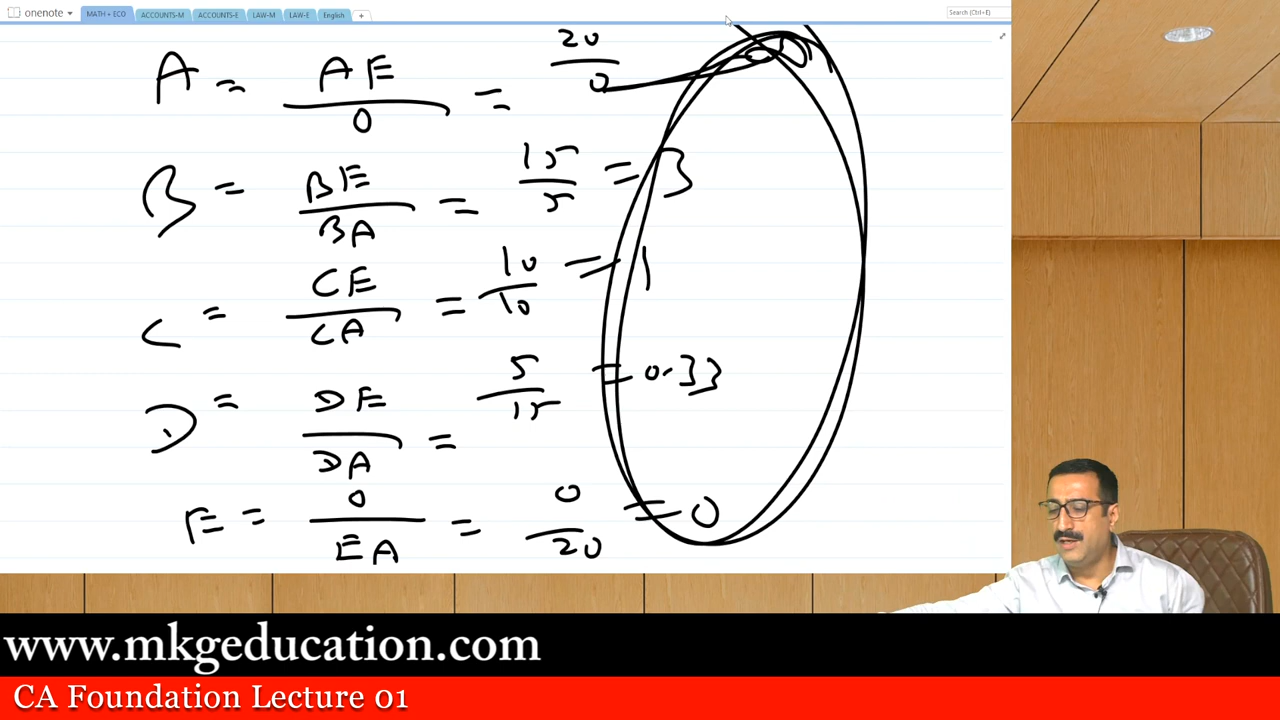 onenote
MATH + ECO ACCOUNTS-M ACCOUNTS-E LAW-M LAW-E English +
Search (Ctrl+E)
A = AE / 0 = 20 / 0
B = BE / BA = 15 / 5 = 3
C = CE / CA = 10 / 10 = 1
D = DE / DA = 5 / 15 = 0.33
E = 0 / EA = 0 / 20 = 0
www.mkgeducation.com
CA Foundation Lecture 01